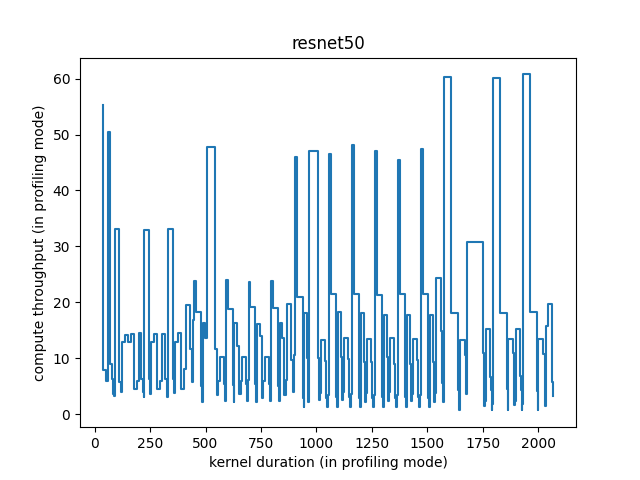 resnet50
compute throughput (in profiling mode)
60
50
40
30
20
10
0
0 250 500 750 1000 1250 1500 1750 2000
kernel duration (in profiling mode)